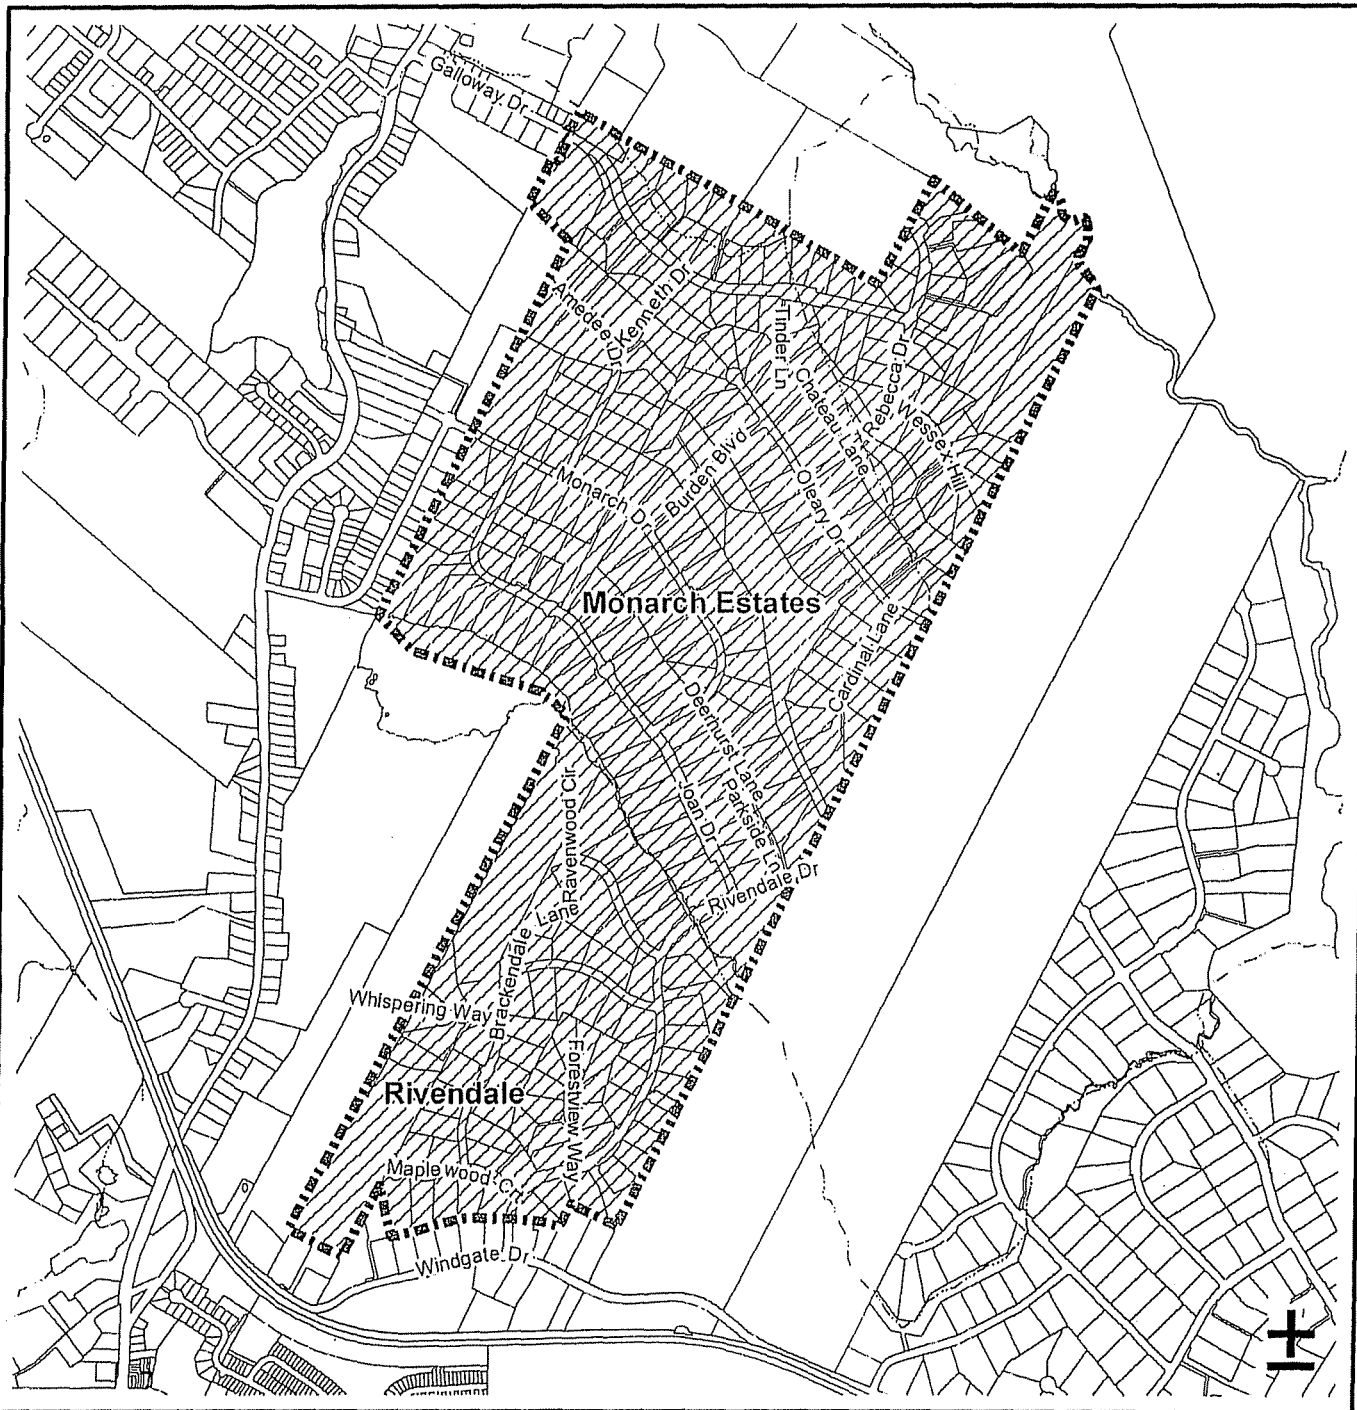 Galloway Dr
Amedee Dr
Kenneth Dr
Tinder Ln
Chateau Lane
Rebecca Dr
Wessex Hill
Monarch Dr
Burden Blvd
Oleary Dr
Monarch Estates
Cardinal Lane
Deerhurst Lane
Parkside Ln
Joan Dr
Rivendale Dr
Ravenwood Cir
Brackendale Lane
Whispering Way
Forestview Way
Rivendale
Maplewood Crt
Windgate Dr